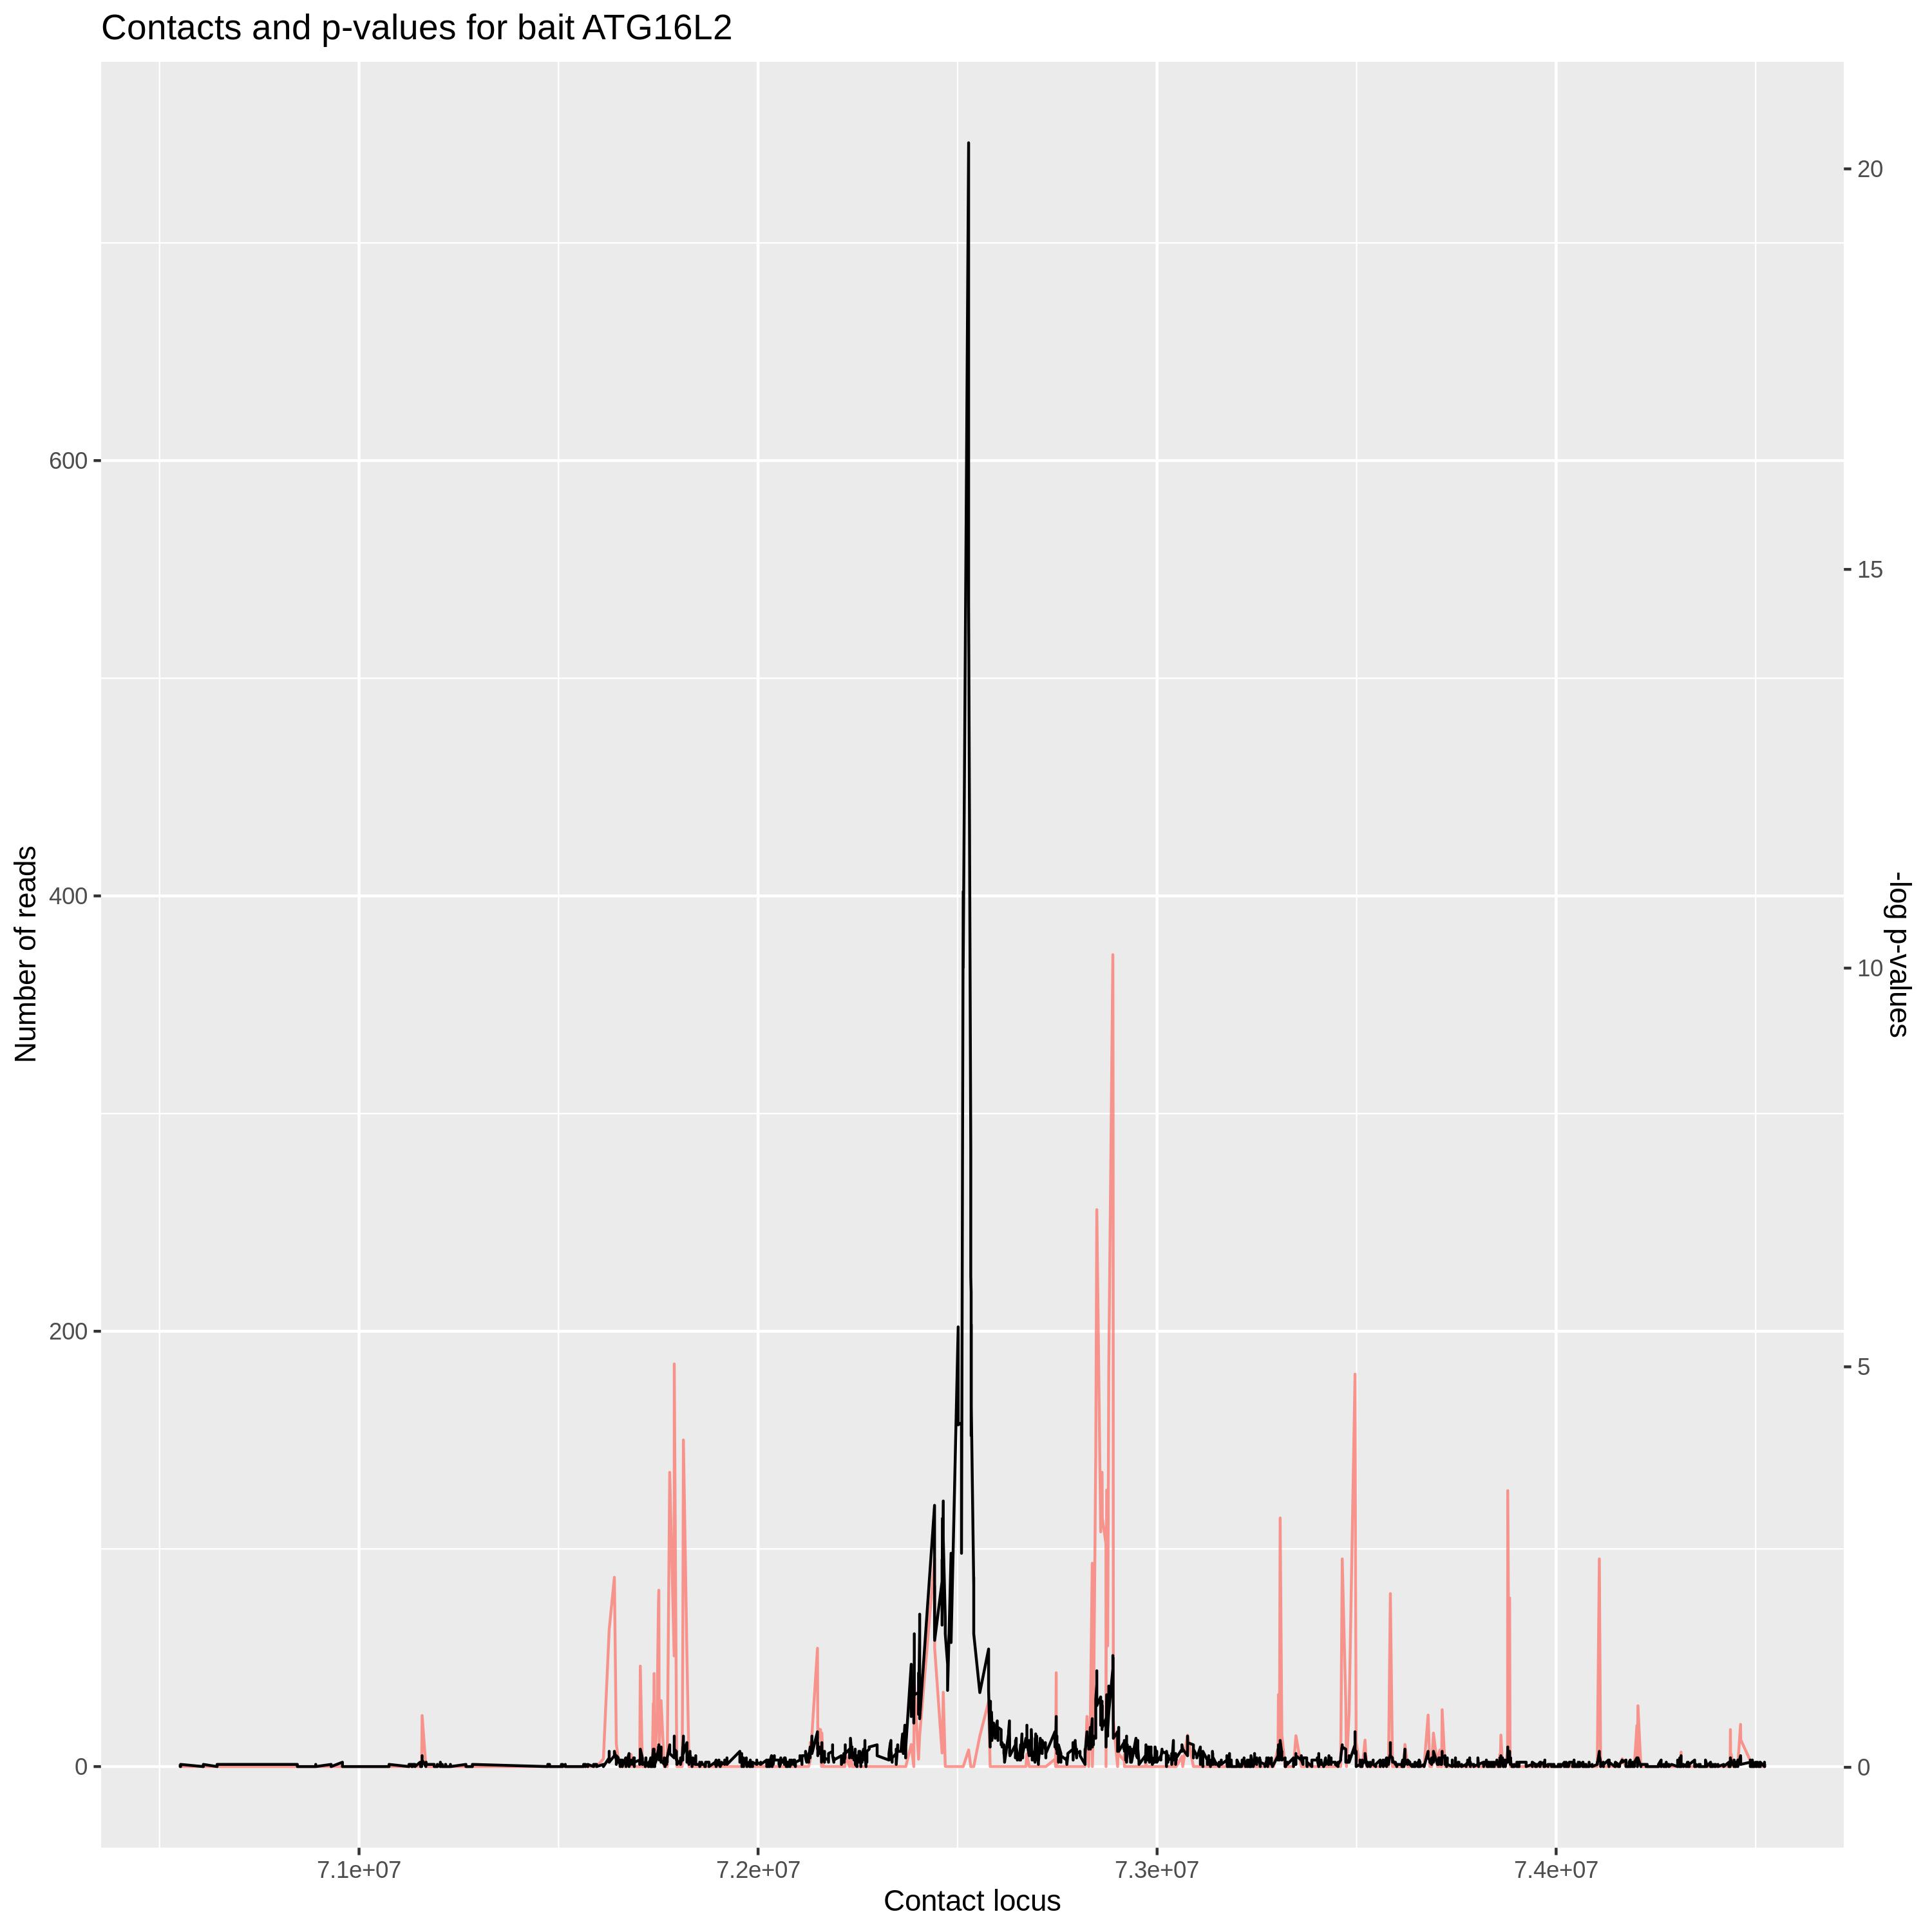 Contacts and p-values for bait ATG16L2
Number of reads
600
400
200
0
20
15
10
5
0
-log p-values
7.1e+07
7.2e+07
7.3e+07
7.4e+07
Contact locus